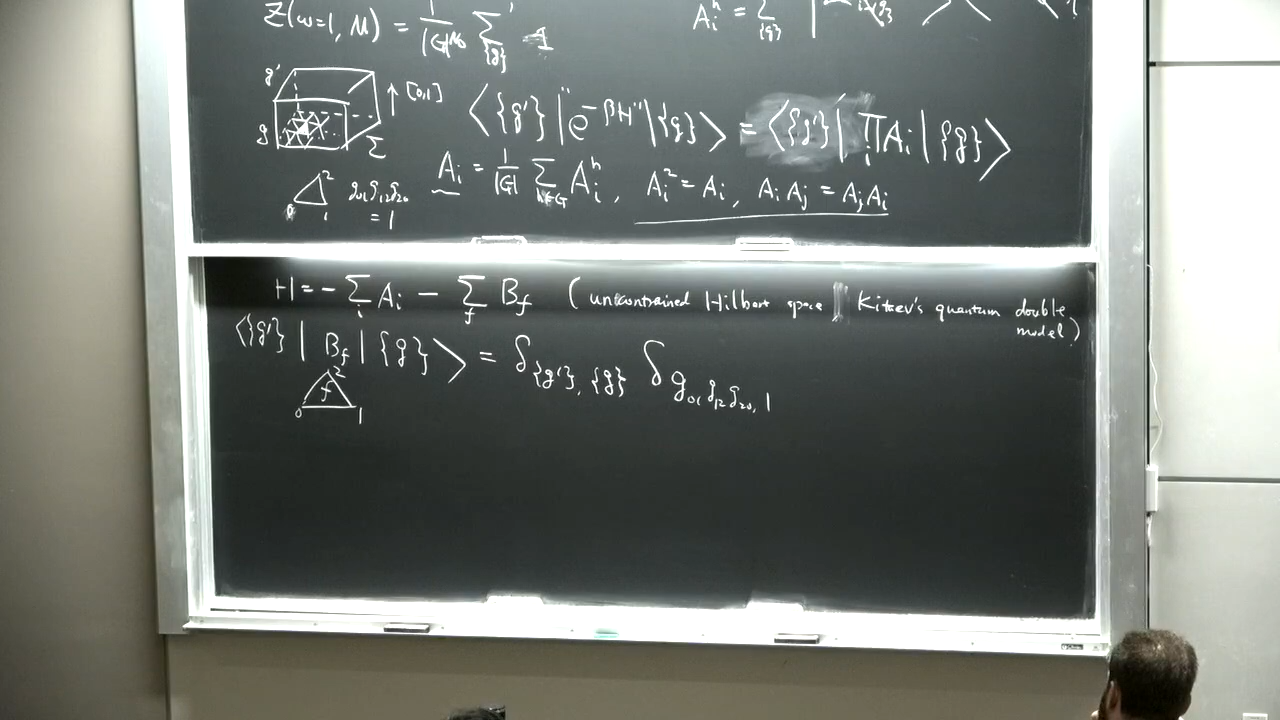 Z(ω=1, M) = 1/|G|^{N_0} Σ_{{g}} 1
A_i^h = Σ_{{g}} |
g' [0,1] ⟨{g'}|"e^{-βH}"|{g}⟩ = ⟨{g'}| ∏_i A_i |{g}⟩
g Σ
A_i = 1/|G| Σ_{h∈G} A_i^h , A_i^2 = A_i , A_i A_j = A_j A_i
2 g_{01} g_{12} g_{20}
0 1 = 1
H = - Σ_i A_i - Σ_f B_f (unconstrained Hilbert space || Kitaev's quantum double
model)
⟨{g'}| B_f |{g}⟩ = δ_{{g'},{g}} δ_{g_{01} g_{12} g_{20}, 1}
2
f
0 1